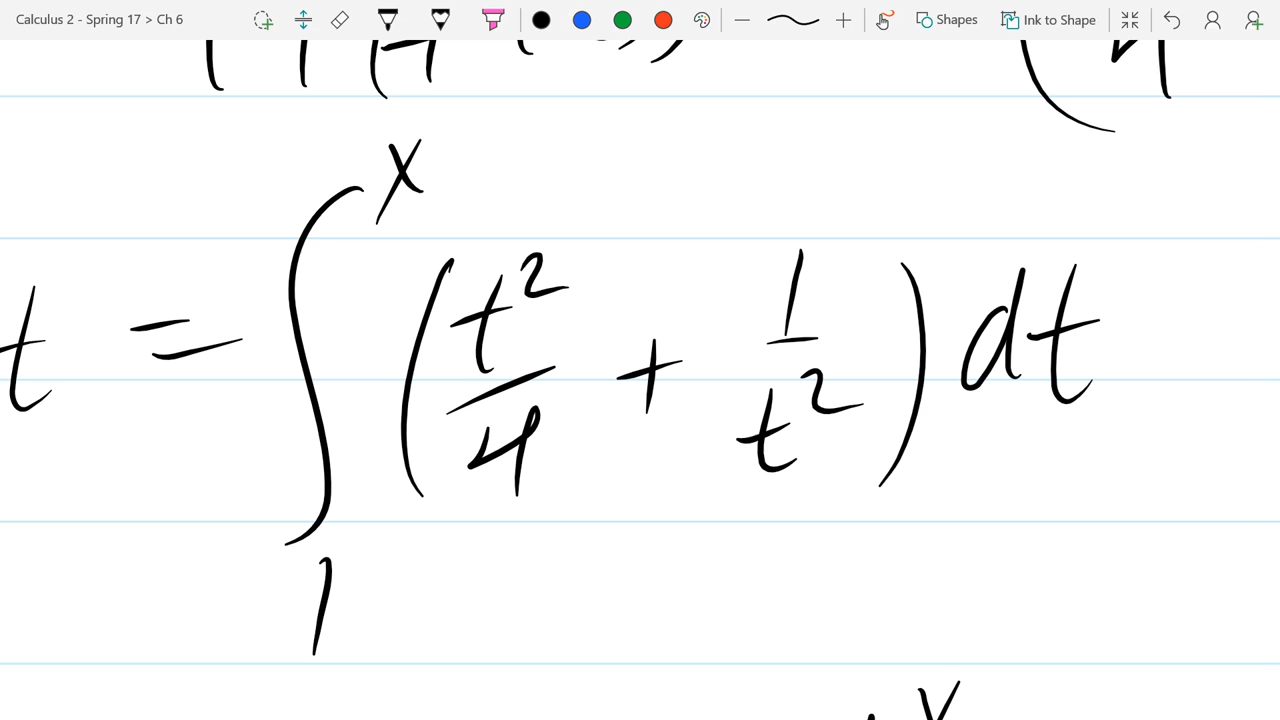 Calculus 2 - Spring 17 > Ch 6 Shapes Ink to Shape
t = ∫₁ˣ (t²/4 + 1/t²) dt